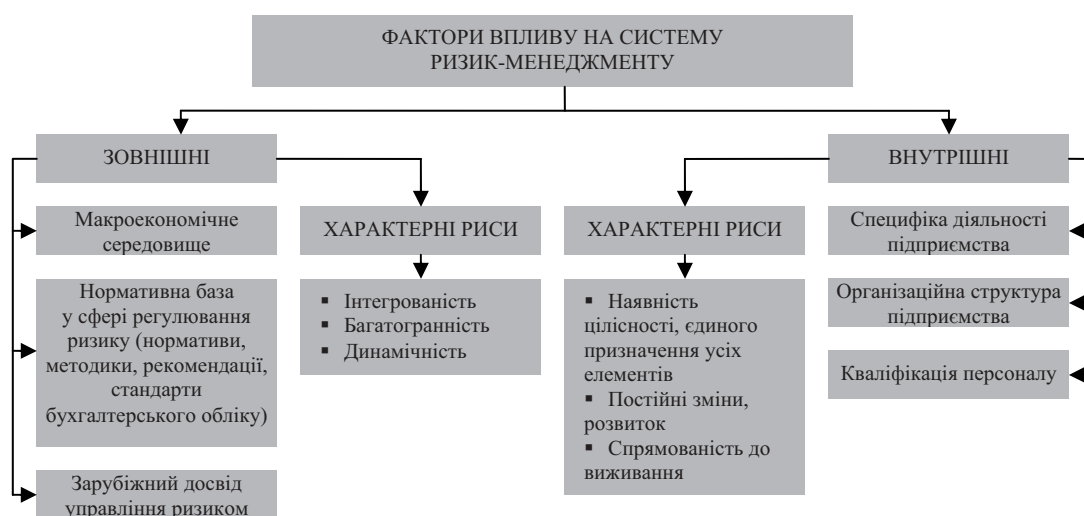 ФАКТОРИ ВПЛИВУ НА СИСТЕМУ
РИЗИК-МЕНЕДЖМЕНТУ
ЗОВНІШНІ
Макроекономічне
середовище
Нормативна база
у сфері регулювання
ризику (нормативи,
методики, рекомендації,
стандарти
бухгалтерського обліку)
Зарубіжний досвід
управління ризиком
ХАРАКТЕРНІ РИСИ
▪ Інтегрованість
▪ Багатогранність
▪ Динамічність
ВНУТРІШНІ
ХАРАКТЕРНІ РИСИ
▪ Наявність
цілісності, єдиного
призначення усіх
елементів
▪ Постійні зміни,
розвиток
▪ Спрямованість до
виживання
Специфіка діяльності
підприємства
Організаційна структура
підприємства
Кваліфікація персоналу